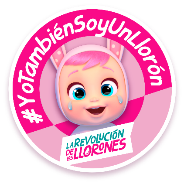 #YoTambiénSoyUnLlorón
LA REVOLUCIÓN
DE LOS LLORONES